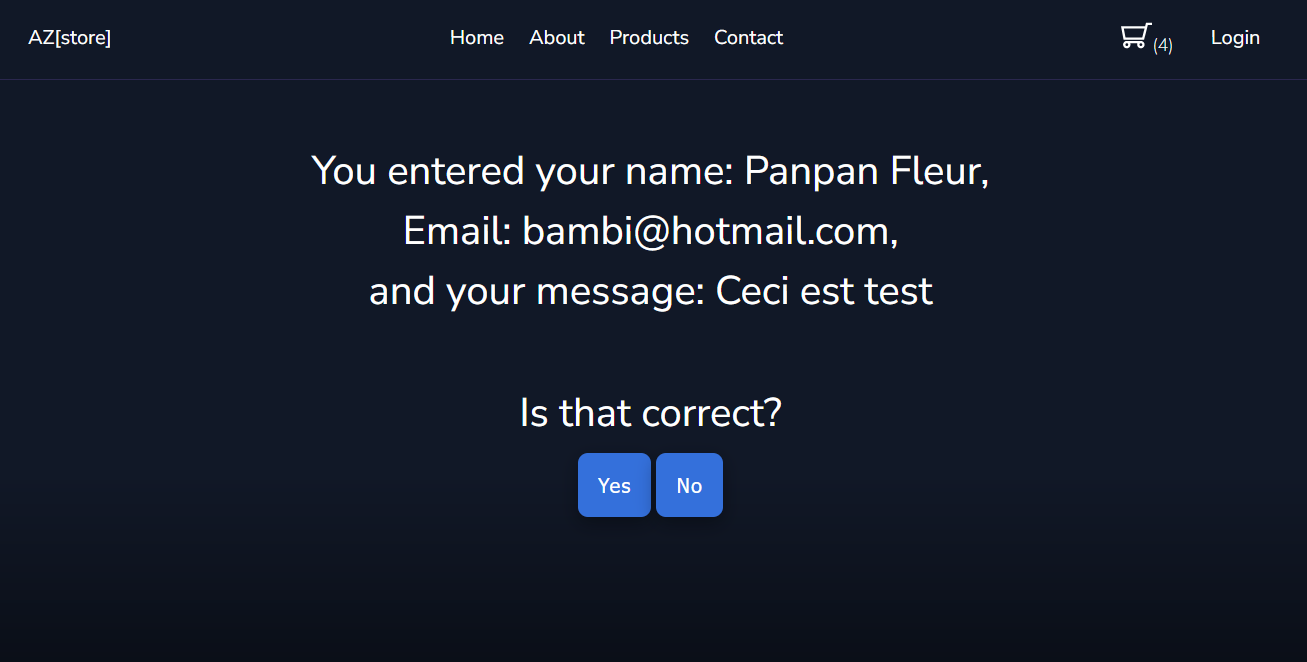 AZ[store]
Home About Products Contact
(4) Login
You entered your name: Panpan Fleur,
Email: bambi@hotmail.com,
and your message: Ceci est test
Is that correct?
Yes No